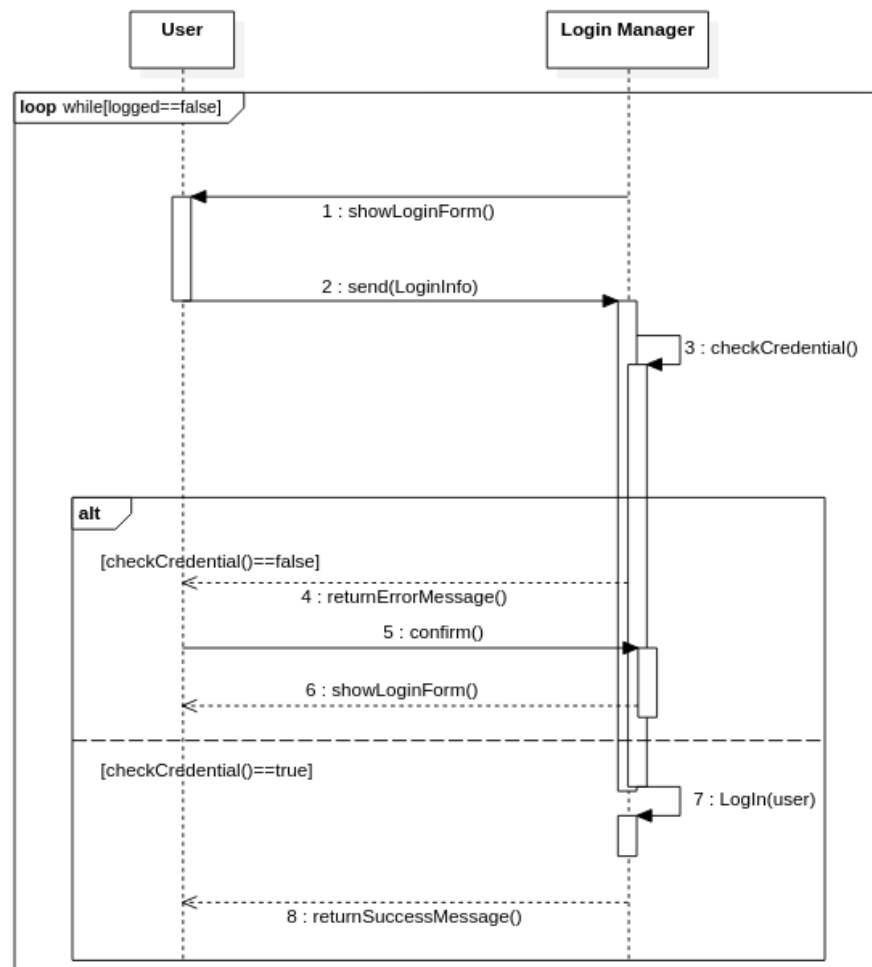 User
Login Manager
loop while[logged==false]
1 : showLoginForm()
2 : send(LoginInfo)
3 : checkCredential()
alt
[checkCredential()==false]
4 : returnErrorMessage()
5 : confirm()
6 : showLoginForm()
[checkCredential()==true]
7 : LogIn(user)
8 : returnSuccessMessage()